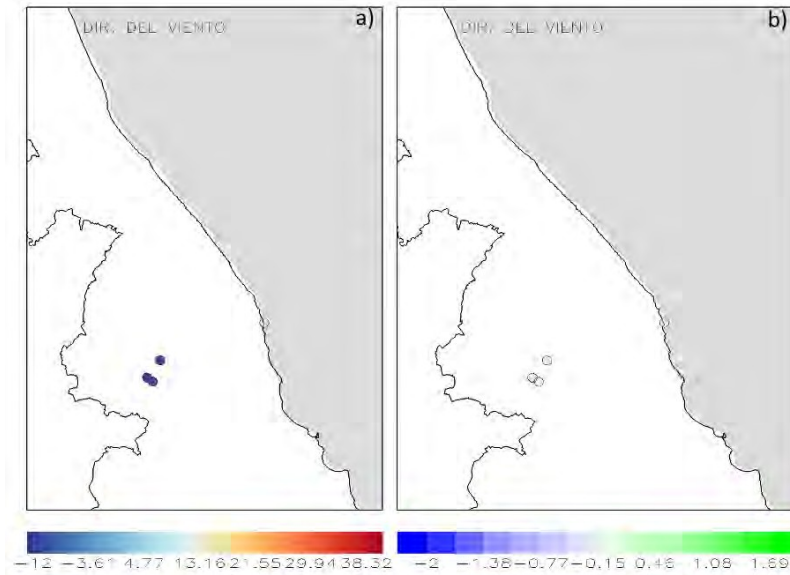 a)
DIR. DEL VIENTO
b)
DIR. DEL VIENTO
−12 −3.61 4.77 13.16 21.55 29.94 38.32
−2 −1.38 −0.77 −0.15 0.46 1.08 1.69